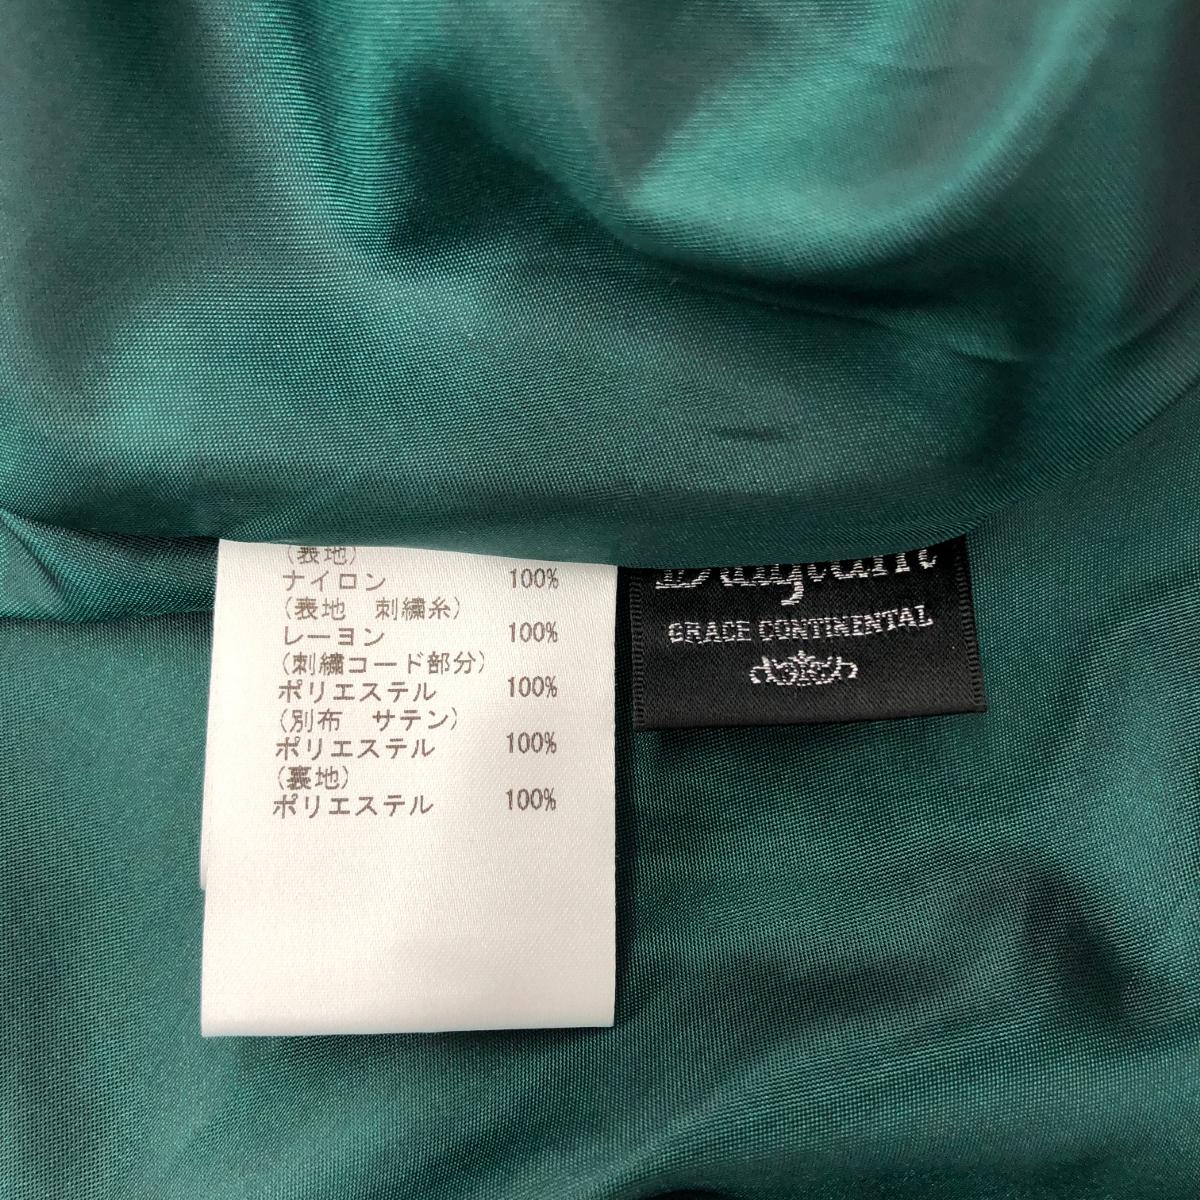 (表地)
ナイロン 100%
(表地 刺繍糸)
レーヨン 100%
(刺繍コード部分)
ポリエステル 100%
(別布 サテン)
ポリエステル 100%
(裏地)
ポリエステル 100%
GRACE CONTINENTAL